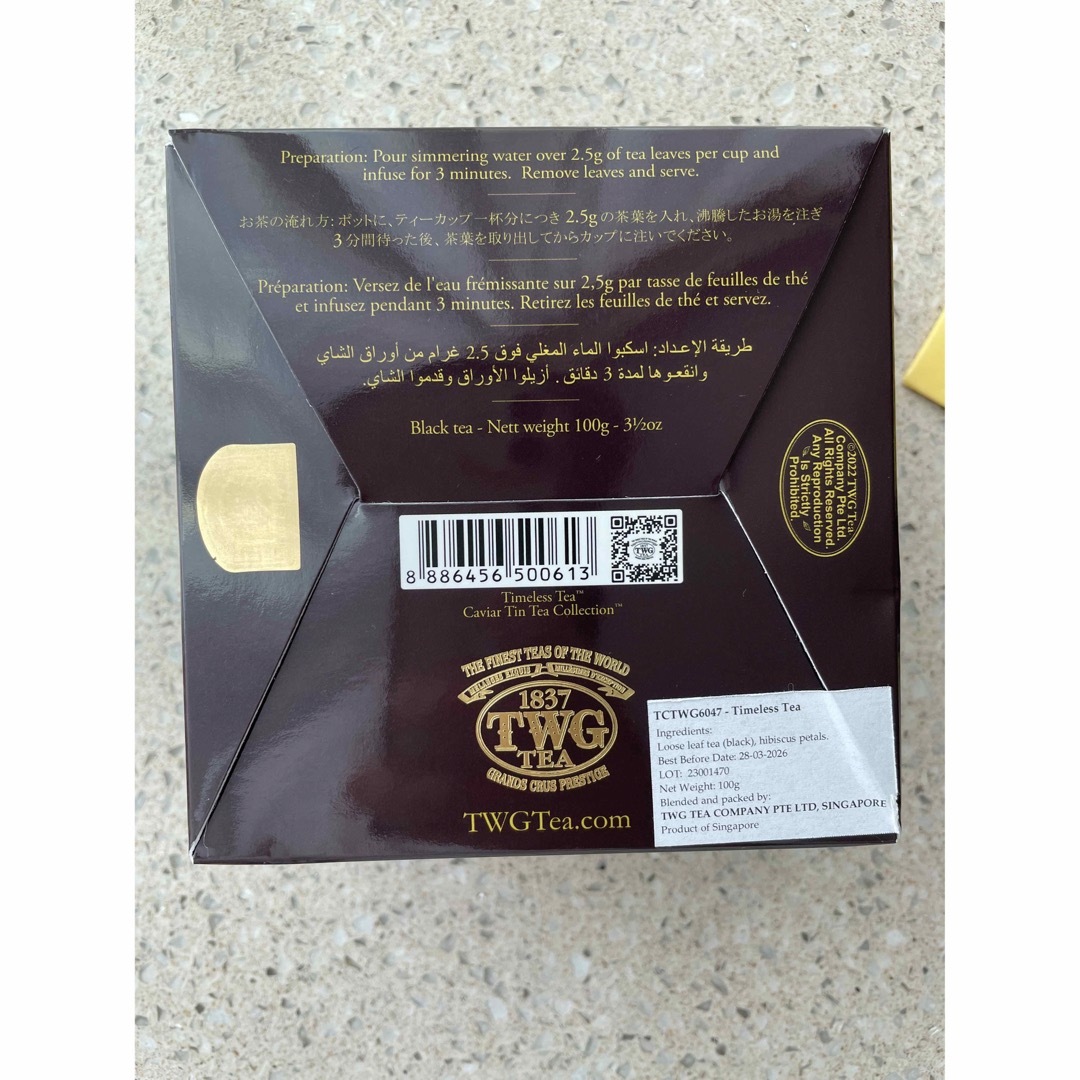 Preparation: Pour simmering water over 2.5g of tea leaves per cup and
infuse for 3 minutes. Remove leaves and serve.
お茶の淹れ方: ポットに、ティーカップ一杯分につき 2.5g の茶葉を入れ、沸騰したお湯を注ぎ
3分間待った後、茶葉を取り出してからカップに注いでください。
Préparation: Versez de l'eau frémissante sur 2,5g par tasse de feuilles de thé
et infusez pendant 3 minutes. Retirez les feuilles de thé et servez.
طريقة الإعداد: اسكبوا الماء المغلي فوق 2.5 غرام من أوراق الشاي
وانقعوها لمدة 3 دقائق. أزيلوا الأوراق وقدموا الشاي.
Black tea - Nett weight 100g - 3½oz
©2022 TWG Tea
Company Pte Ltd.
All Rights Reserved.
Any Reproduction
Is Strictly
Prohibited.
8 886456 500613
TWG
TEA
Timeless Tea™
Caviar Tin Tea Collection™
THE FINEST TEAS OF THE WORLD
MÉLANGES EXQUIS
MILLÉSIMES D'EXCEPTION
1837
TWG
TEA
GRANDS CRUS PRESTIGE
TWGTea.com
TCTWG6047 - Timeless Tea
Ingredients:
Loose leaf tea (black), hibiscus petals.
Best Before Date: 28-03-2026
LOT: 23001470
Net Weight: 100g
Blended and packed by:
TWG TEA COMPANY PTE LTD, SINGAPORE
Product of Singapore